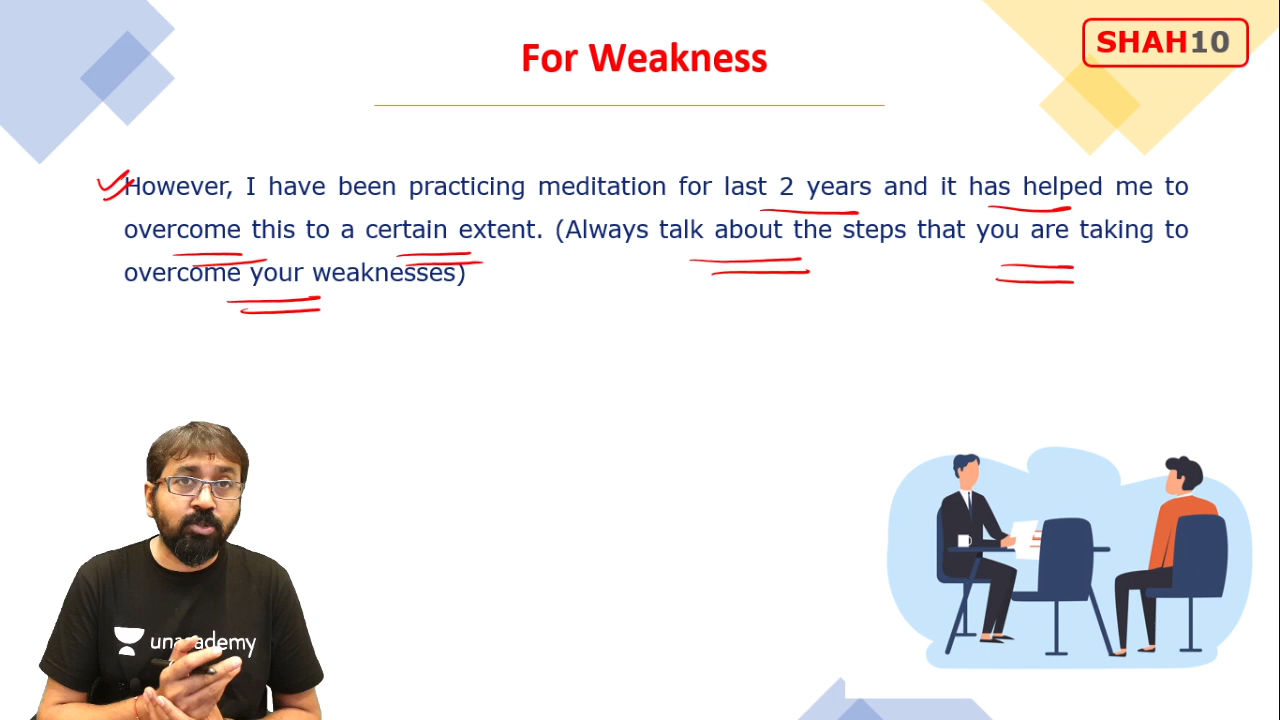 For Weakness
SHAH10
However, I have been practicing meditation for last 2 years and it has helped me to
overcome this to a certain extent. (Always talk about the steps that you are taking to
overcome your weaknesses)
unacademy